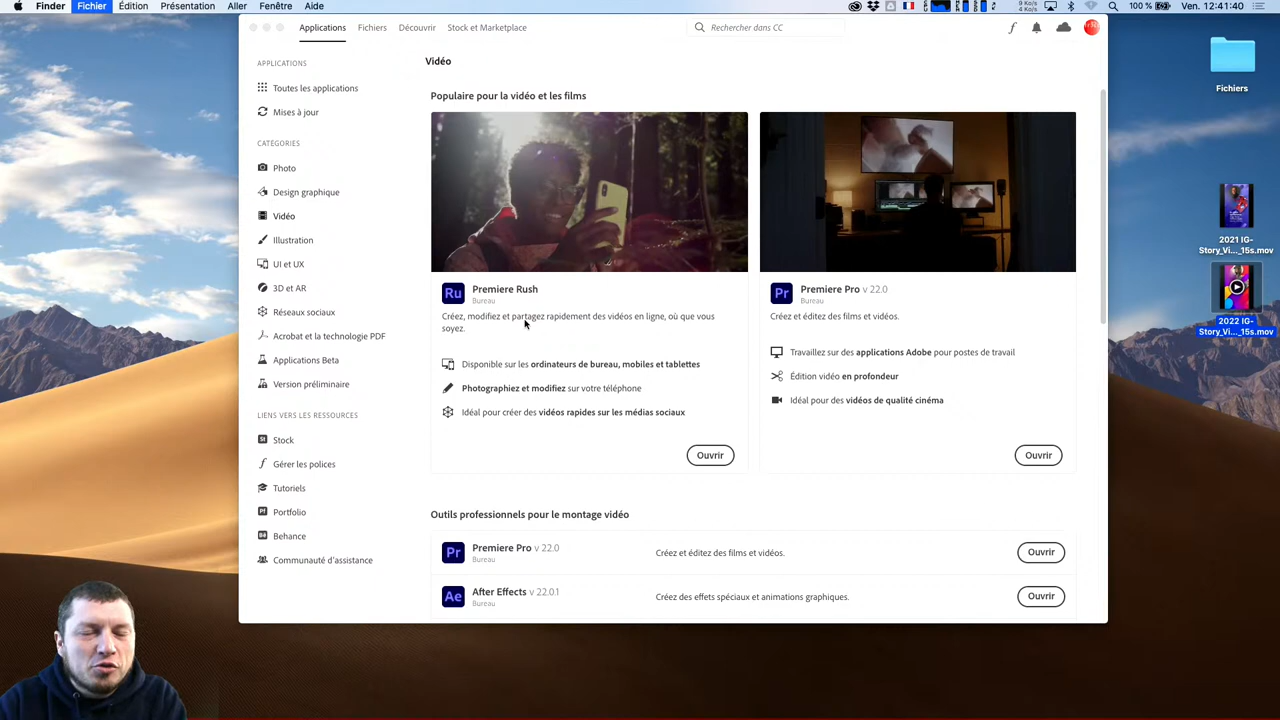 Finder Fichier Édition Présentation Aller Fenêtre Aide
100 % Ven. 12:41:40
Applications Fichiers Découvrir Stock et Marketplace
Rechercher dans CC
APPLICATIONS
Toutes les applications
Mises à jour
CATÉGORIES
Photo
Design graphique
Vidéo
Illustration
UI et UX
3D et AR
Réseaux sociaux
Acrobat et la technologie PDF
Applications Beta
Version préliminaire
LIENS VERS LES RESSOURCES
St Stock
Gérer les polices
Tutoriels
Pf Portfolio
Bē Behance
Communauté d'assistance
Vidéo
Populaire pour la vidéo et les films
Ru Premiere Rush
Bureau
Créez, modifiez et partagez rapidement des vidéos en ligne, où que vous
soyez.
Disponible sur les ordinateurs de bureau, mobiles et tablettes
Photographiez et modifiez sur votre téléphone
Idéal pour créer des vidéos rapides sur les médias sociaux
Ouvrir
Pr Premiere Pro v 22.0
Bureau
Créez et éditez des films et vidéos.
Travaillez sur des applications Adobe pour postes de travail
Édition vidéo en profondeur
Idéal pour des vidéos de qualité cinéma
Ouvrir
Outils professionnels pour le montage vidéo
Pr Premiere Pro v 22.0
Bureau
Créez et éditez des films et vidéos.
Ouvrir
Ae After Effects v 22.0.1
Bureau
Créez des effets spéciaux et animations graphiques.
Ouvrir
Fichiers
2021 IG-
Story_Vi..._15s.mov
2022 IG-
Story_Vi..._15s.mov